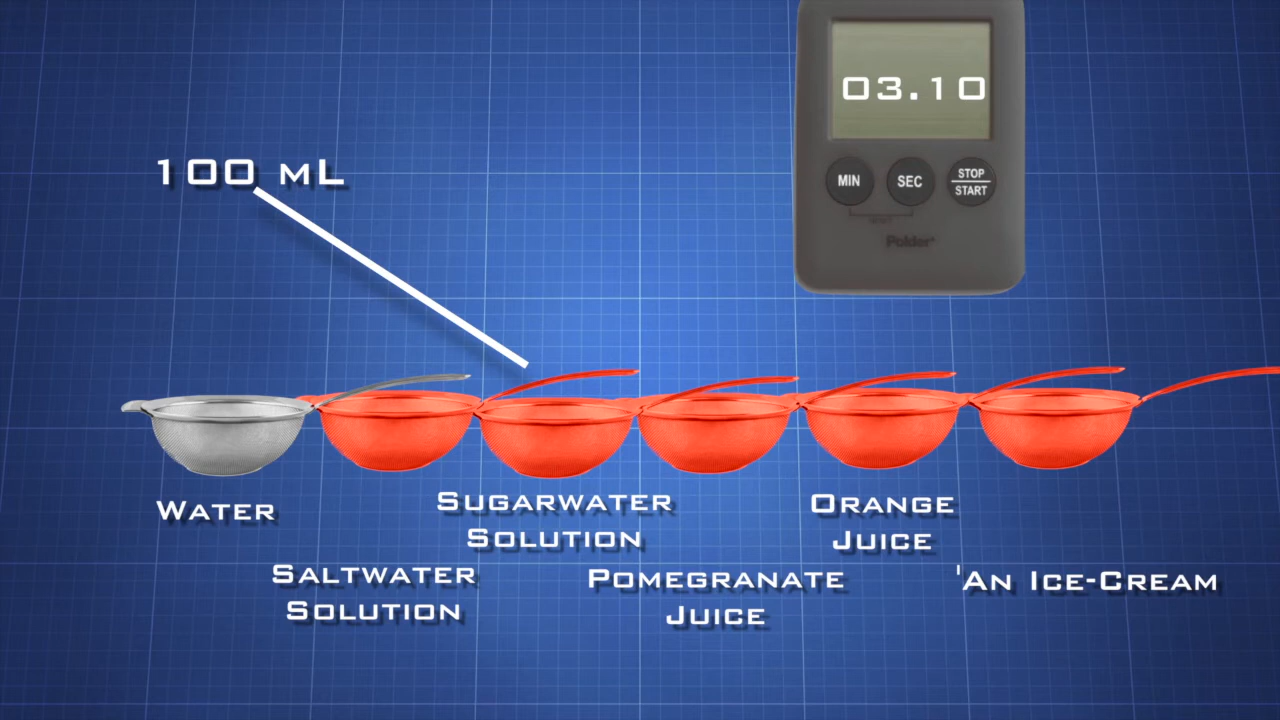 03.10
100 mL
MIN
SEC
STOP
START
Polder
Water
Sugarwater
Solution
Orange
Juice
Saltwater
Solution
Pomegranate
Juice
'An Ice-Cream